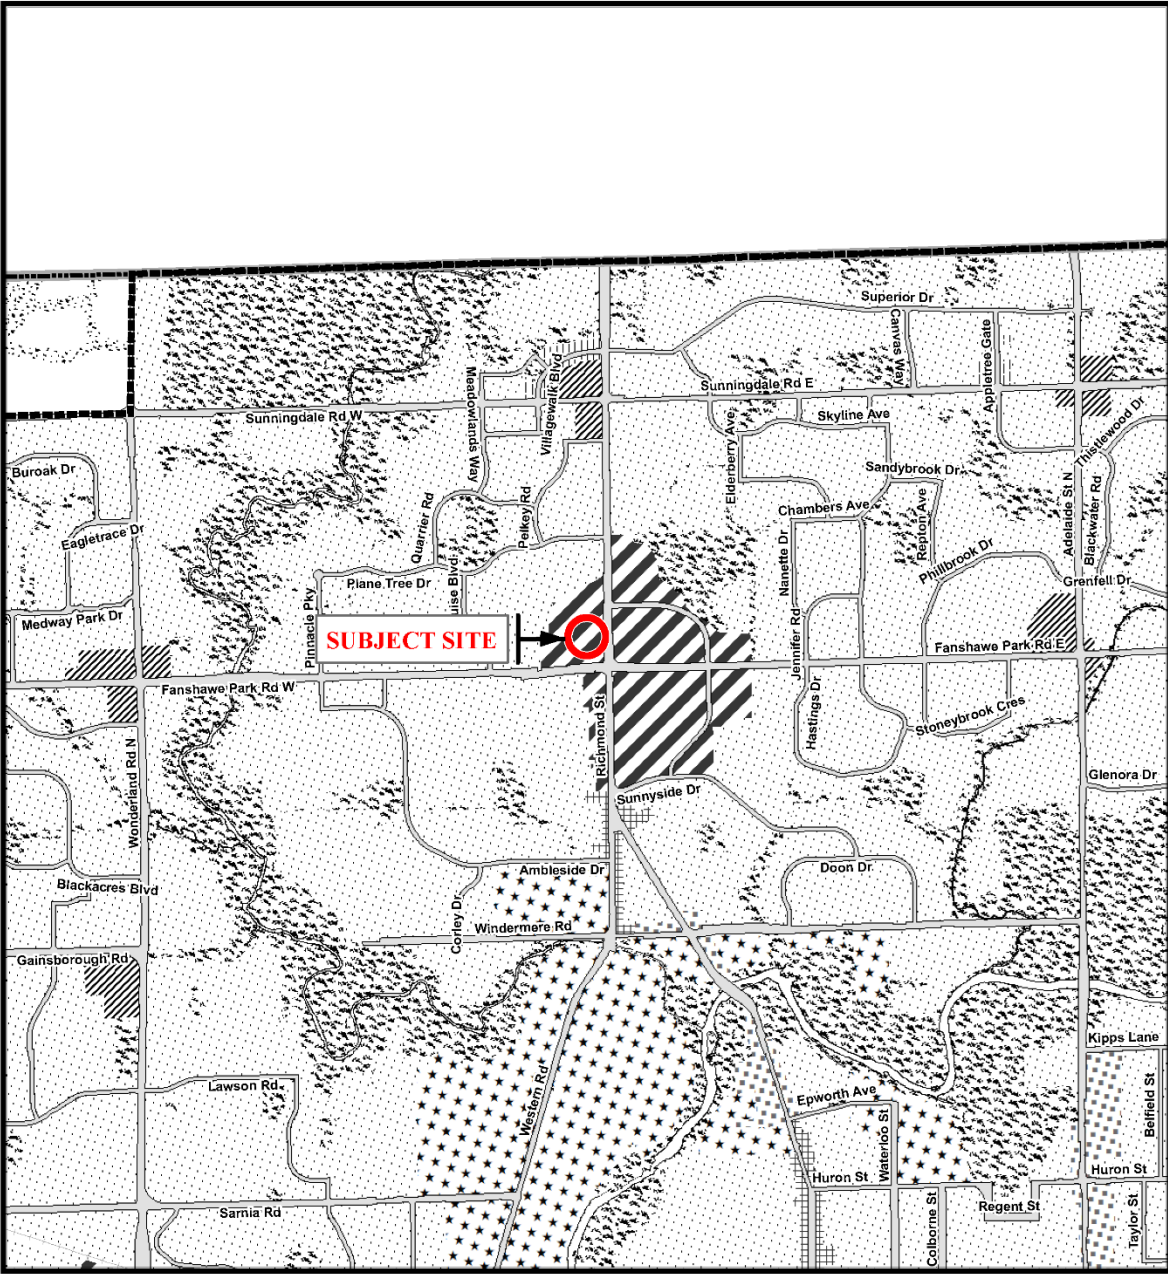 Superior Dr
Canvas Way
Appletree Gate
Sunningdale Rd E
Meadowlands Way
Villagewalk Blvd
Sunningdale Rd W
Skyline Ave
Thistlewood Dr
Elderberry Ave
Buroak Dr
Sandybrook Dr
Adelaide St N
Blackwater Rd
Quarrier Rd
Pelkey Rd
Chambers Ave
Repton Ave
Eagletrace Dr
Nanette Dr
Philbrook Dr
Plane Tree Dr
Grenfell Dr
uise Blvd
Pinnacle Pky
Medway Park Dr
SUBJECT SITE
Jennifer Rd
Fanshawe Park Rd E
Fanshawe Park Rd W
Richmond St
Hastings Dr
Stoneybrook Cres
Wonderland Rd N
Glenora Dr
Sunnyside Dr
Ambleside Dr
Doon Dr
Blackacres Blvd
Corley Dr
Windermere Rd
Gainsborough Rd
Kipps Lane
Lawson Rd
Western Rd
Epworth Ave
Belfield St
Waterloo St
Huron St
Huron St
Sarnia Rd
Colborne St
Regent St
Taylor St